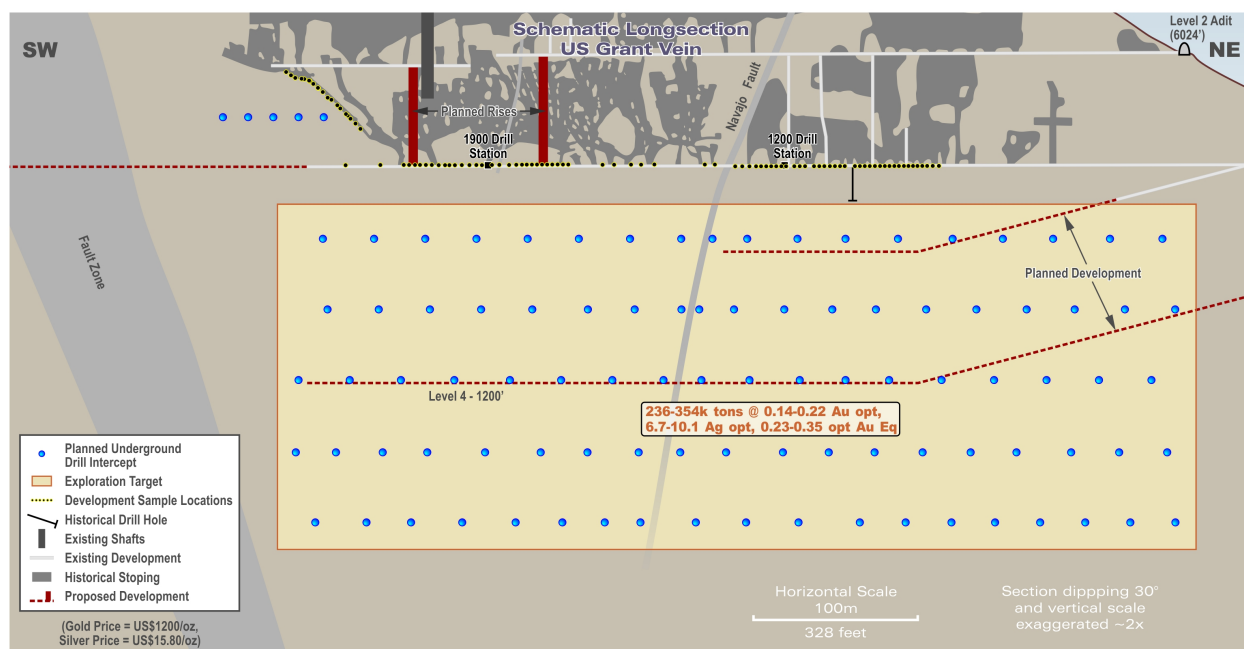 Schematic Longsection
US Grant Vein
SW
Level 2 Adit
(6024')
NE
Navajo Fault
Planned Rises
1900 Drill
Station
1200 Drill
Station
Fault Zone
Planned Development
Level 4 - 1200'
236-354k tons @ 0.14-0.22 Au opt,
6.7-10.1 Ag opt, 0.23-0.35 opt Au Eq
Planned Underground
Drill Intercept
Exploration Target
Development Sample Locations
Historical Drill Hole
Existing Shafts
Existing Development
Historical Stoping
Proposed Development
(Gold Price = US$1200/oz,
Silver Price = US$15.80/oz)
Horizontal Scale
100m
328 feet
Section dippping 30°
and vertical scale
exaggerated ~2x